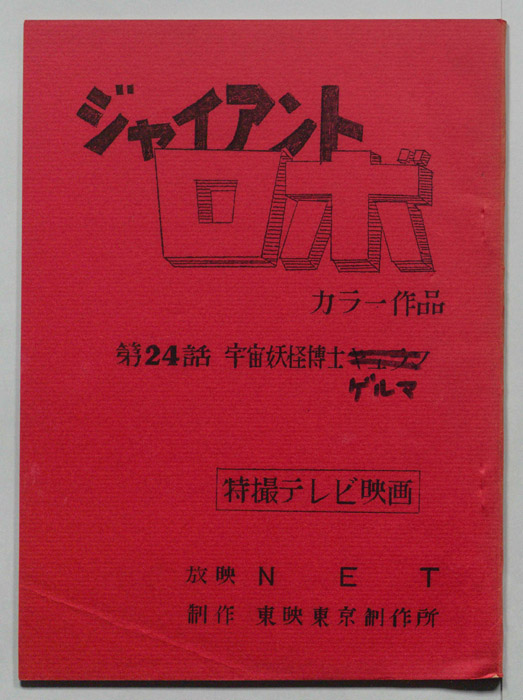 ジャイアント
ロボ
カラー作品
第24話 宇宙妖怪博士
ゲルマ
特撮テレビ映画
放映 NET
制作 東映東京制作所